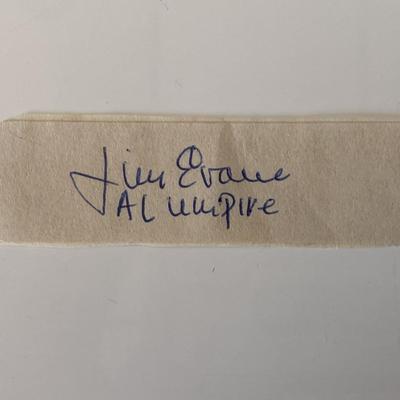 Jim Evans
AL Umpire